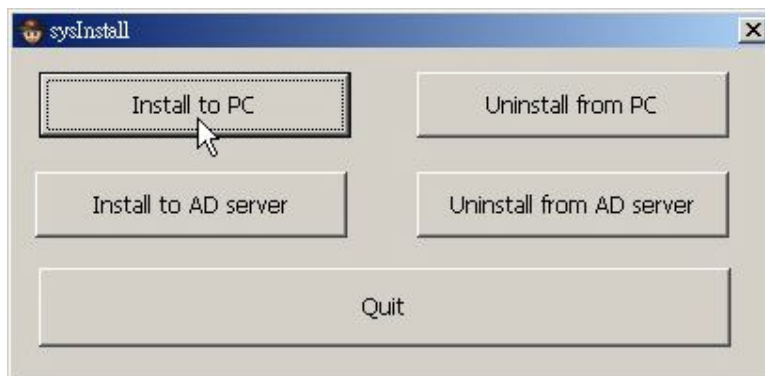 sysInstall
Install to PC
Uninstall from PC
Install to AD server
Uninstall from AD server
Quit